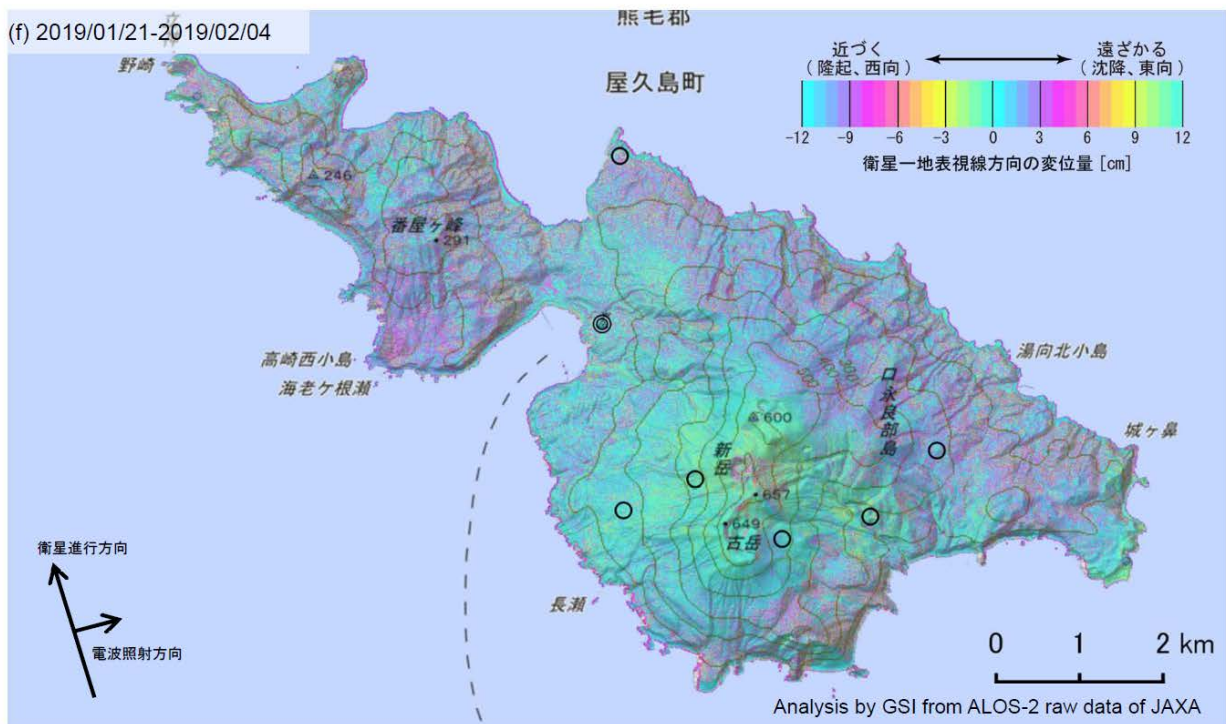 (f) 2019/01/21-2019/02/04
熊毛郡
屋久島町
近づく
(隆起、西向)
遠ざかる
(沈降、東向)
-12 -9 -6 -3 0 3 6 9 12
衛星ー地表視線方向の変位量 [cm]
野崎
246
番屋ヶ峰
291
高崎西小島
海老ケ根瀬
湯向北小島
200
400
500
口永良部島
600
城ヶ鼻
新岳
657
649
古岳
長瀬
衛星進行方向
電波照射方向
0 1 2 km
Analysis by GSI from ALOS-2 raw data of JAXA